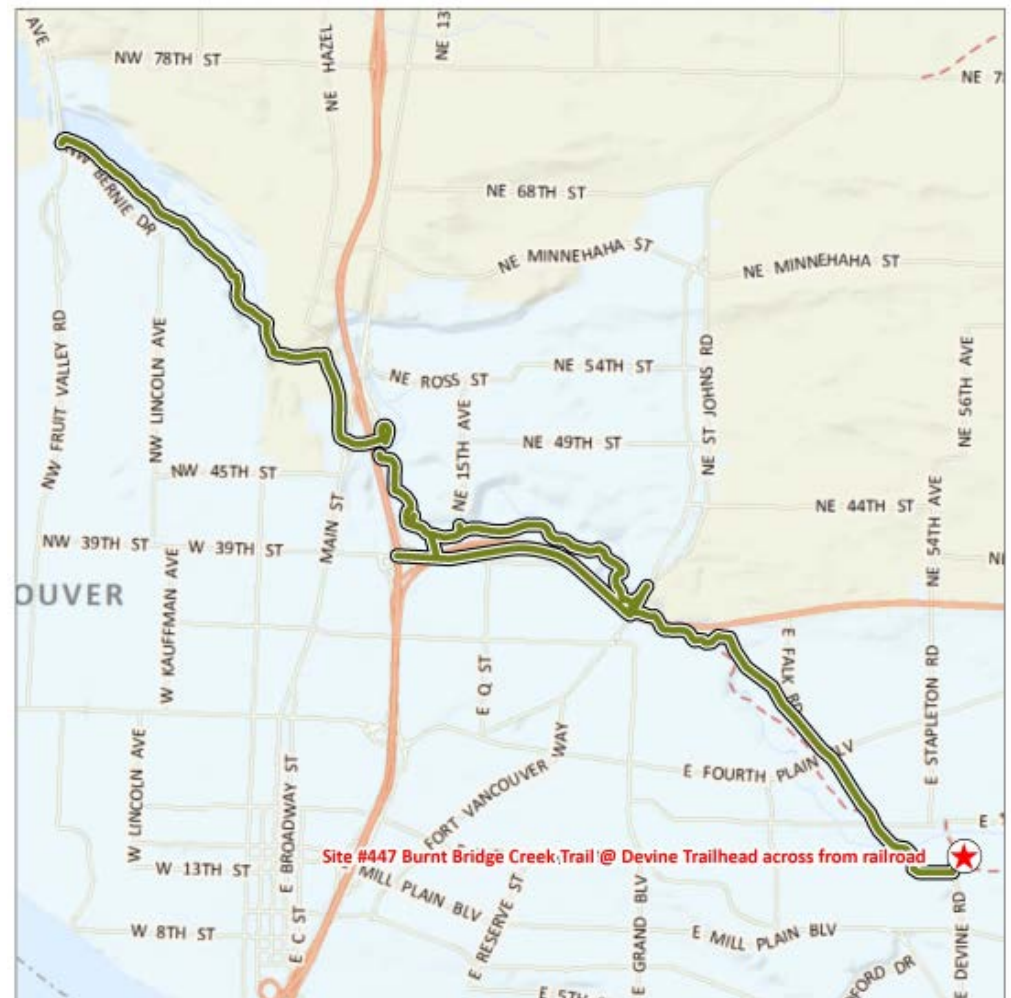 AVE
NW 78TH ST
NE HAZEL
NE 13
NE 7
NW BERNIE DR
NE 68TH ST
NE MINNEHAHA ST
NE MINNEHAHA ST
NW FRUIT VALLEY RD
NW LINCOLN AVE
NE ROSS ST
NE 54TH ST
NE ST JOHNS RD
NE 56TH AVE
NE 15TH AVE
NE 49TH ST
NW 45TH ST
MAIN ST
NE 44TH ST
NE 54TH AVE
NW 39TH ST
W 39TH ST
OUVER
W KAUFFMAN AVE
E Q ST
E FALK RD
E STAPLETON RD
W LINCOLN AVE
E BROADWAY ST
FORT VANCOUVER WAY
E FOURTH PLAIN BLV
E
Site #447 Burnt Bridge Creek Trail @ Devine Trailhead across from railroad
W 13TH ST
MILL PLAIN BLV
E RESERVE ST
E GRAND BLV
W 8TH ST
E C ST
E MILL PLAIN BLV
E DEVINE RD
FORD DR
E 5TH